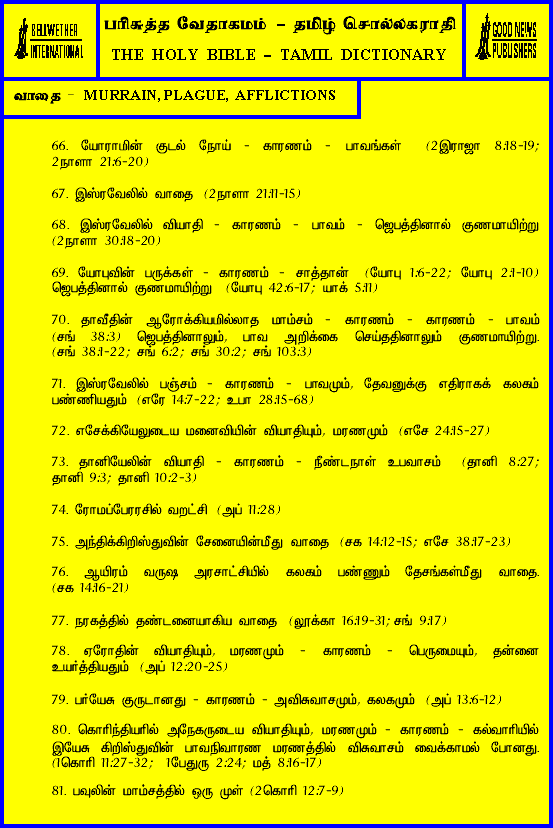 BELLWETHER
INTERNATIONAL
பரிசுத்த வேதாகமம் – தமிழ் சொல்லகராதி
THE HOLY BIBLE – TAMIL DICTIONARY
GOOD NEWS
PUBLISHERS
வாதை – MURRAIN, PLAGUE, AFFLICTIONS
66. யோராமின் குடல் நோய் - காரணம் - பாவங்கள் (2இராஜா 8:18-19;
2நாளா 21:6-20)
67. இஸ்ரவேலில் வாதை (2நாளா 21:11-15)
68. இஸ்ரவேலில் வியாதி - காரணம் - பாவம் - ஜெபத்தினால் குணமாயிற்று
(2நாளா 30:18-20)
69. யோபுவின் பருக்கள் - காரணம் - சாத்தான் (யோபு 1:6-22; யோபு 2:1-10)
ஜெபத்தினால் குணமாயிற்று (யோபு 42:6-17; யாக் 5:11)
70. தாவீதின் ஆரோக்கியமில்லாத மாம்சம் - காரணம் - காரணம் - பாவம்
(சங் 38:3) ஜெபத்தினாலும், பாவ அறிக்கை செய்ததினாலும் குணமாயிற்று.
(சங் 38:1-22; சங் 6:2; சங் 30:2; சங் 103:3)
71. இஸ்ரவேலில் பஞ்சம் - காரணம் - பாவமும், தேவனுக்கு எதிராகக் கலகம்
பண்ணியதும் (எரே 14:7-22; உபா 28:15-68)
72. எசேக்கியேலுடைய மனைவியின் வியாதியும், மரணமும் (எசே 24:15-27)
73. தானியேலின் வியாதி - காரணம் - நீண்டநாள் உபவாசம் (தானி 8:27;
தானி 9:3; தானி 10:2-3)
74. ரோமப்பேரரசில் வறட்சி (அப் 11:28)
75. அந்திக்கிறிஸ்துவின் சேனையின்மீது வாதை (சக 14:12-15; எசே 38:17-23)
76. ஆயிரம் வருஷ அரசாட்சியில் கலகம் பண்ணும் தேசங்கள்மீது வாதை.
(சக 14:16-21)
77. நரகத்தில் தண்டனையாகிய வாதை (லூக்கா 16:19-31; சங் 9:17)
78. ஏரோதின் வியாதியும், மரணமும் - காரணம் - பெருமையும், தன்னை
உயர்த்தியதும் (அப் 12:20-25)
79. பர்யேசு குருடானது - காரணம் - அவிசுவாசமும், கலகமும் (அப் 13:6-12)
80. கொரிந்தியரில் அநேகருடைய வியாதியும், மரணமும் - காரணம் - கல்வாரியில்
இயேசு கிறிஸ்துவின் பாவநிவாரண மரணத்தில் விசுவாசம் வைக்காமல் போனது.
(1கொரி 11:27-32; 1பேதுரு 2:24; மத் 8:16-17)
81. பவுலின் மாம்சத்தில் ஒரு முள் (2கொரி 12:7-9)